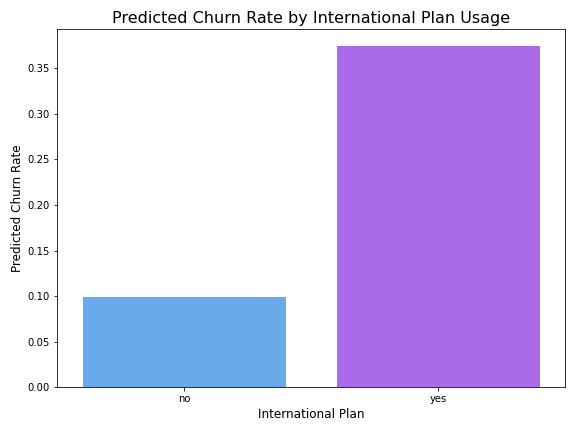 Predicted Churn Rate by International Plan Usage
Predicted Churn Rate
0.35
0.30
0.25
0.20
0.15
0.10
0.05
0.00
no yes
International Plan